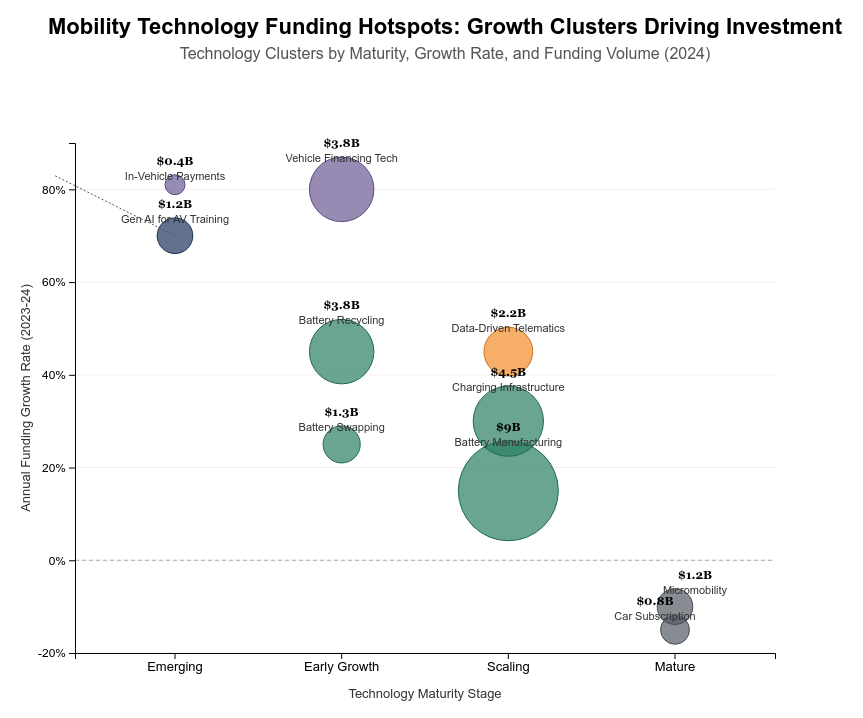 Mobility Technology Funding Hotspots: Growth Clusters Driving Investment
Technology Clusters by Maturity, Growth Rate, and Funding Volume (2024)
$3.8B
Vehicle Financing Tech
$0.4B
In-Vehicle Payments
80%
$1.2B
Gen AI for AV Training
60%
$3.8B
Battery Recycling
$2.2B
Data-Driven Telematics
40%
$4.5B
Charging Infrastructure
$1.3B
Battery Swapping
$9B
Battery Manufacturing
20%
0%
$1.2B
Micromobility
$0.8B
Car Subscription
-20%
Annual Funding Growth Rate (2023-24)
Emerging
Early Growth
Scaling
Mature
Technology Maturity Stage